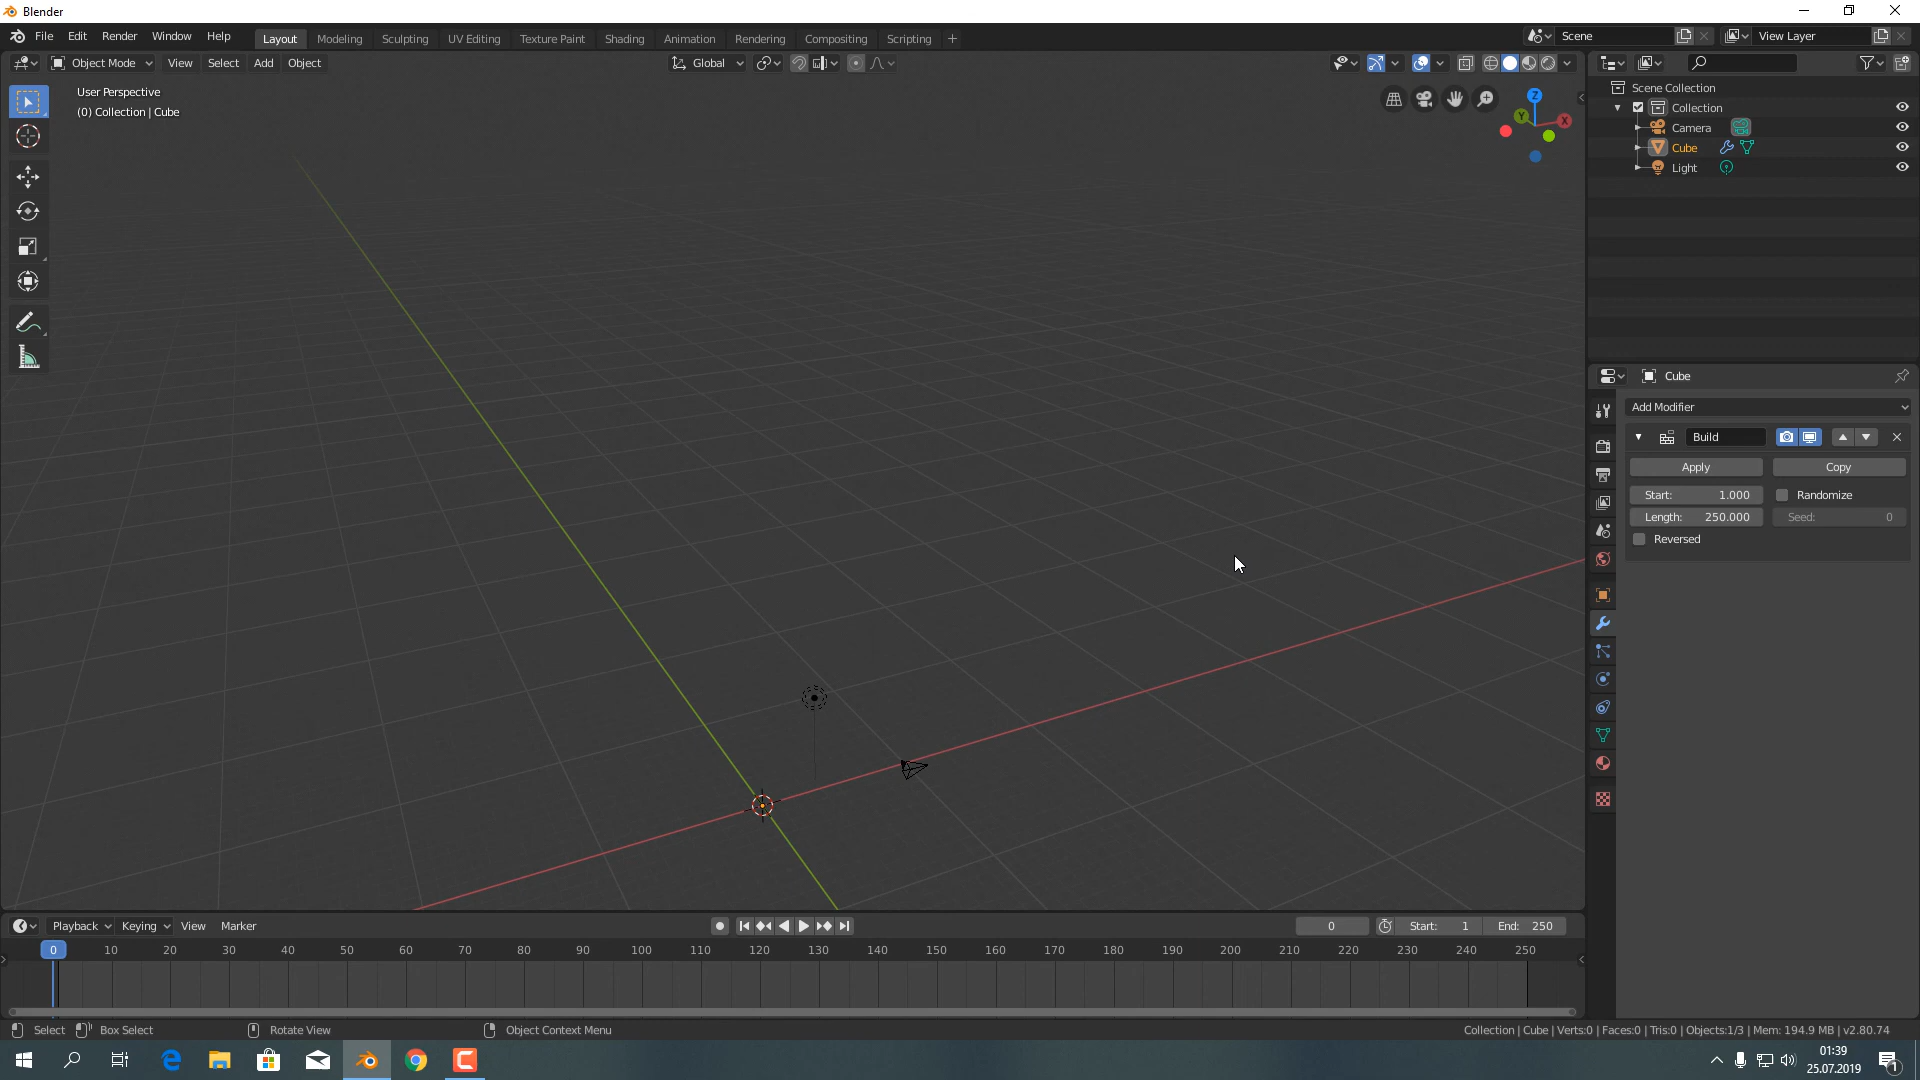 Blender
File Edit Render Window Help
Layout Modeling Sculpting UV Editing Texture Paint Shading Animation Rendering Compositing Scripting +
Scene
View Layer
Object Mode View Select Add Object
Global
User Perspective
(0) Collection | Cube
Z
Y
X
Scene Collection
Collection
Camera
Cube
Light
Cube
Add Modifier
Build
Apply
Copy
Start: 1.000
Randomize
Length: 250.000
Seed: 0
Reversed
Playback Keying View Marker
0
Start: 1
End: 250
0 10 20 30 40 50 60 70 80 90 100 110 120 130 140 150 160 170 180 190 200 210 220 230 240 250
Select Box Select Rotate View Object Context Menu
Collection | Cube | Verts:0 | Faces:0 | Tris:0 | Objects:1/3 | Mem: 194.9 MB | v2.80.74
01:39
25.07.2019
1